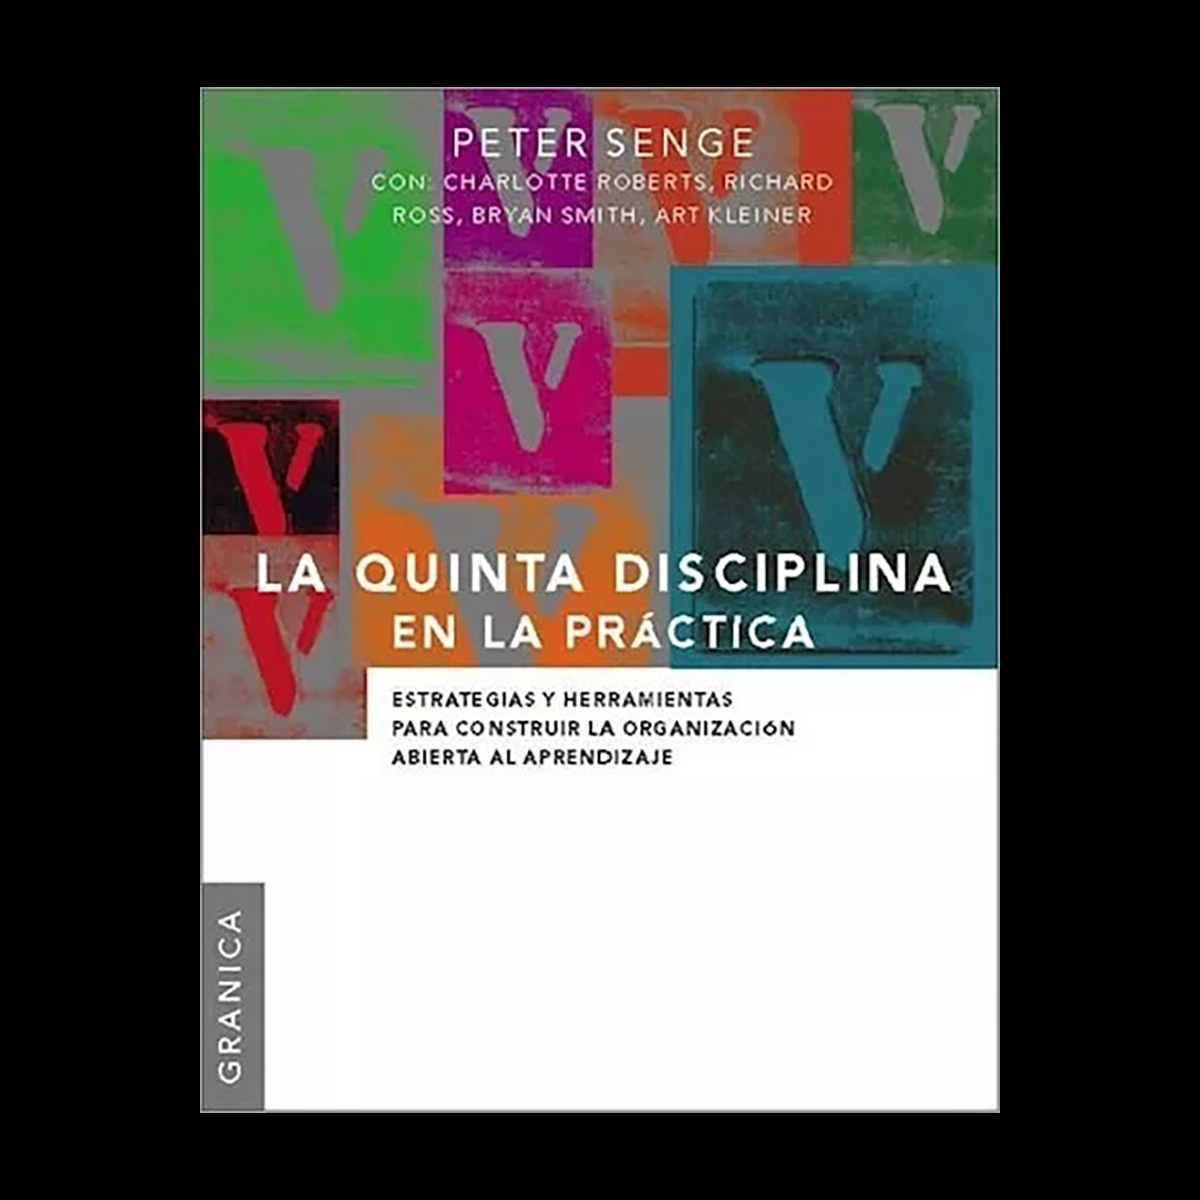 PETER SENGE
CON: CHARLOTTE ROBERTS, RICHARD
ROSS, BRYAN SMITH, ART KLEINER
LA QUINTA DISCIPLINA
EN LA PRÁCTICA
ESTRATEGIAS Y HERRAMIENTAS
PARA CONSTRUIR LA ORGANIZACIÓN
ABIERTA AL APRENDIZAJE
GRANICA